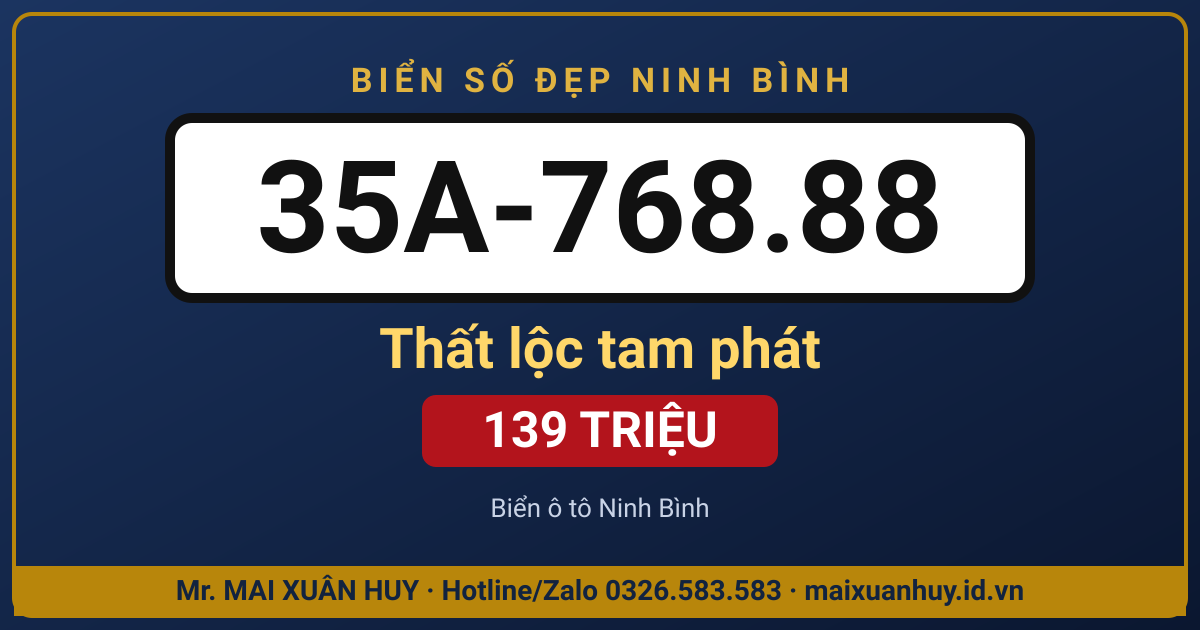 BIỂN SỐ ĐẸP NINH BÌNH
35A-768.88
Thất lộc tam phát
139 TRIỆU
Biển ô tô Ninh Bình
Mr. MAI XUÂN HUY · Hotline/Zalo 0326.583.583 · maixuanhuy.id.vn